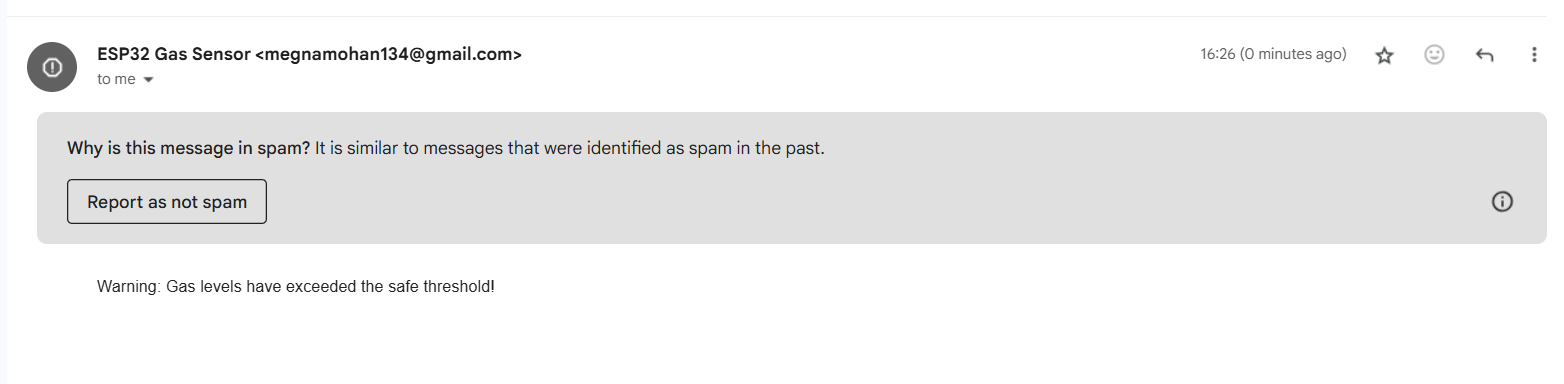 ESP32 Gas Sensor <megnamohan134@gmail.com>
16:26 (0 minutes ago)
to me
Why is this message in spam? It is similar to messages that were identified as spam in the past.
Report as not spam
Warning: Gas levels have exceeded the safe threshold!